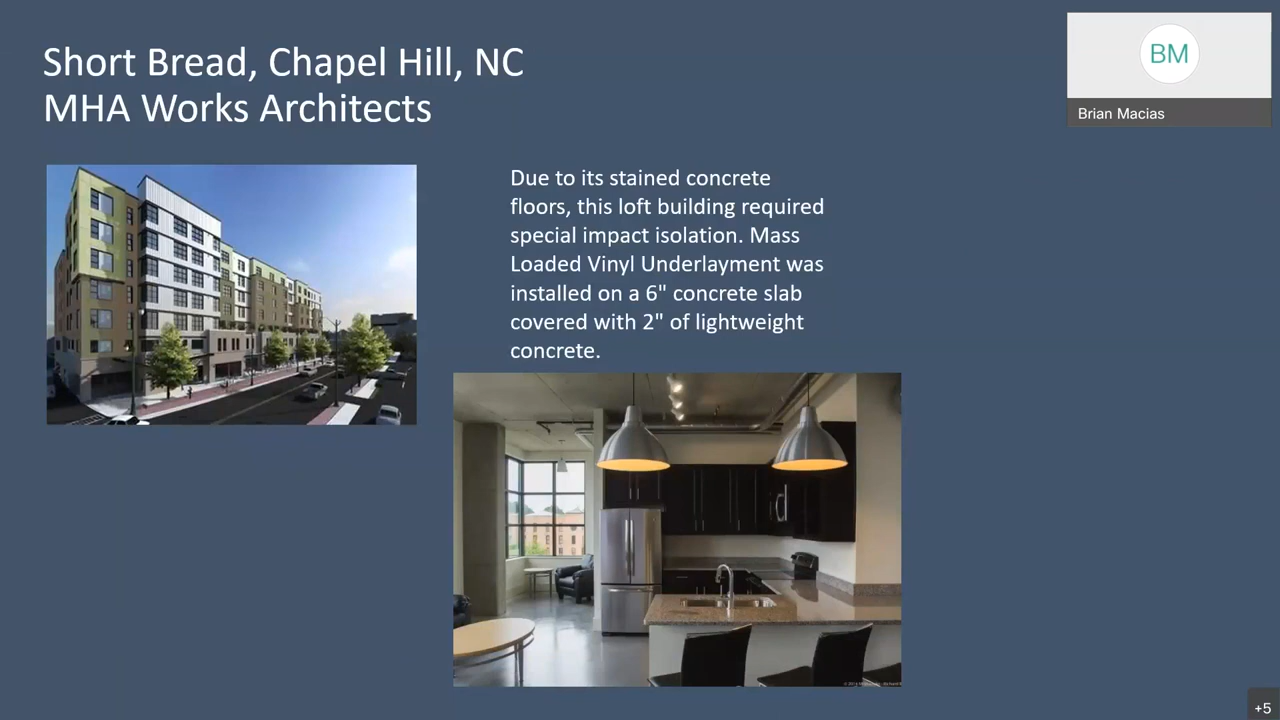 Short Bread, Chapel Hill, NC
MHA Works Architects
BM
Brian Macias
Due to its stained concrete
floors, this loft building required
special impact isolation. Mass
Loaded Vinyl Underlayment was
installed on a 6" concrete slab
covered with 2" of lightweight
concrete.
+5